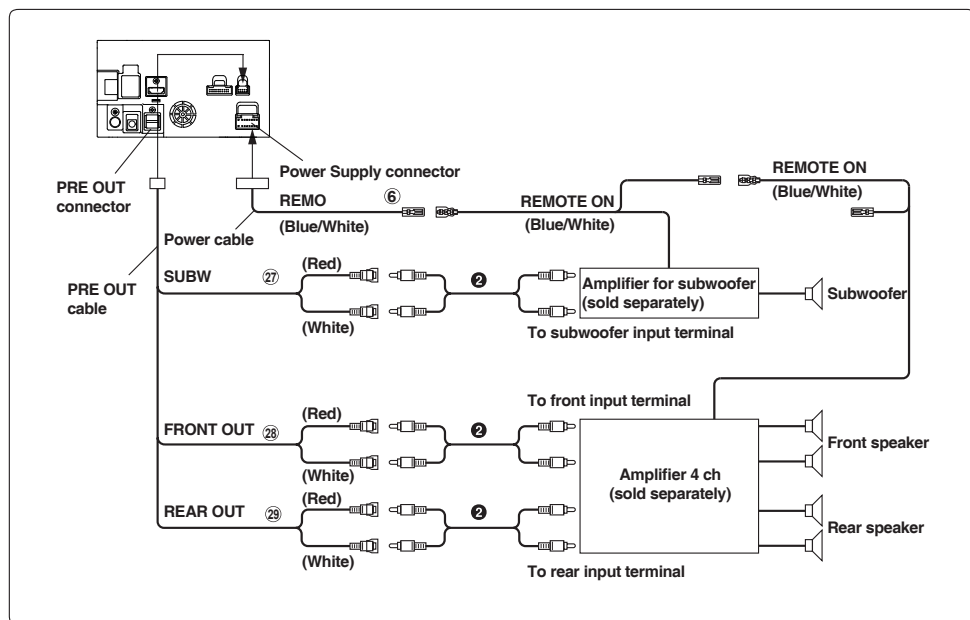 Power Supply connector
PRE OUT
connector
REMO
⑥
(Blue/White)
REMOTE ON
(Blue/White)
REMOTE ON
(Blue/White)
Power cable
PRE OUT
cable
SUBW
㉗
(Red)
(White)
❷
Amplifier for subwoofer
(sold separately)
Subwoofer
To subwoofer input terminal
To front input terminal
FRONT OUT
㉘
(Red)
(White)
❷
Amplifier 4 ch
(sold separately)
Front speaker
REAR OUT
㉙
(Red)
(White)
❷
Rear speaker
To rear input terminal